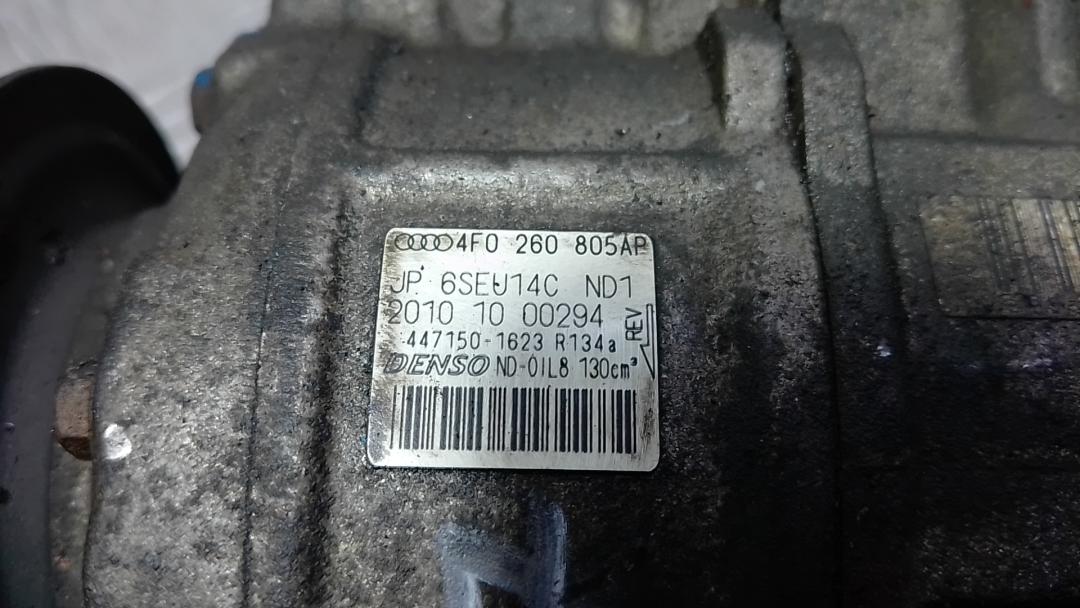 4F0 260 805AP
JP 6SEU14C ND1
2010 10 00294
REV
447150-1623 R134a
DENSO ND-OIL8 130cm³